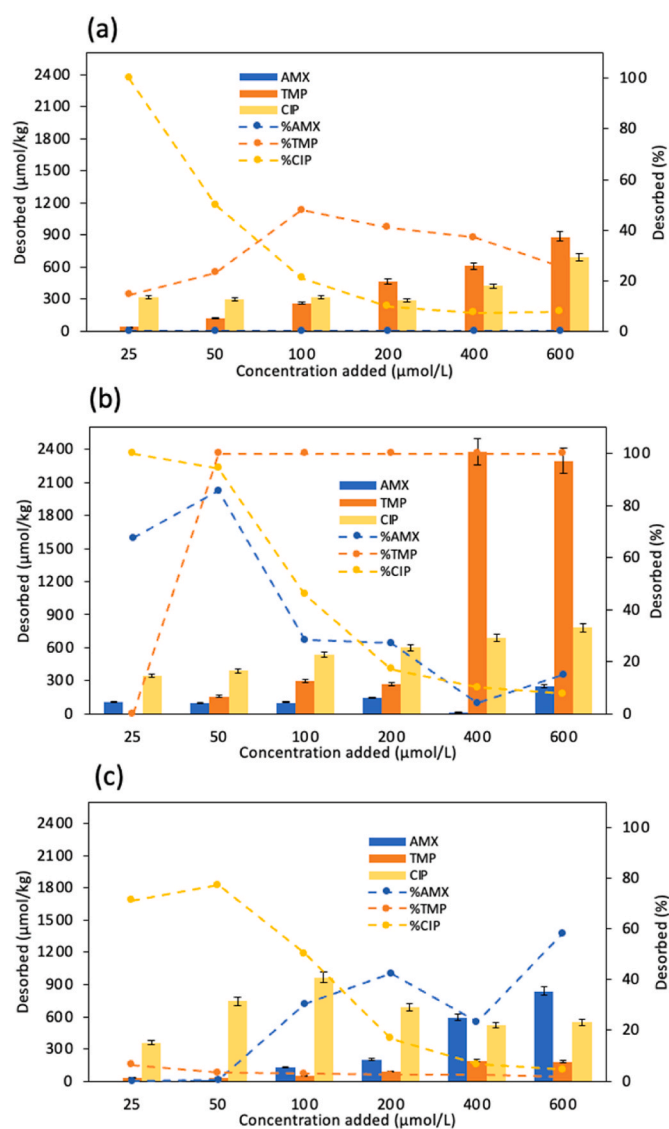 (a)
2400
2100
1800
1500
1200
900
600
300
0
Desorbed (µmol/kg)
AMX
TMP
CIP
%AMX
%TMP
%CIP
100
80
60
40
20
0
Desorbed (%)
25 50 100 200 400 600
Concentration added (µmol/L)
(b)
2400
2100
1800
1500
1200
900
600
300
0
Desorbed (µmol/kg)
AMX
TMP
CIP
%AMX
%TMP
%CIP
100
80
60
40
20
0
Desorbed (%)
25 50 100 200 400 600
Concentration added (µmol/L)
(c)
2400
2100
1800
1500
1200
900
600
300
0
Desorbed (µmol/kg)
AMX
TMP
CIP
%AMX
%TMP
%CIP
100
80
60
40
20
0
Desorbed (%)
25 50 100 200 400 600
Concentration added (µmol/L)